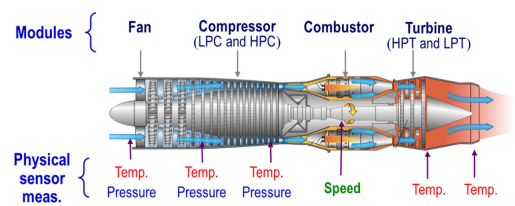 Modules
Fan
Compressor
(LPC and HPC)
Combustor
Turbine
(HPT and LPT)
Physical
sensor
meas.
Temp.
Pressure
Temp.
Pressure
Temp.
Pressure
Speed
Temp.
Temp.